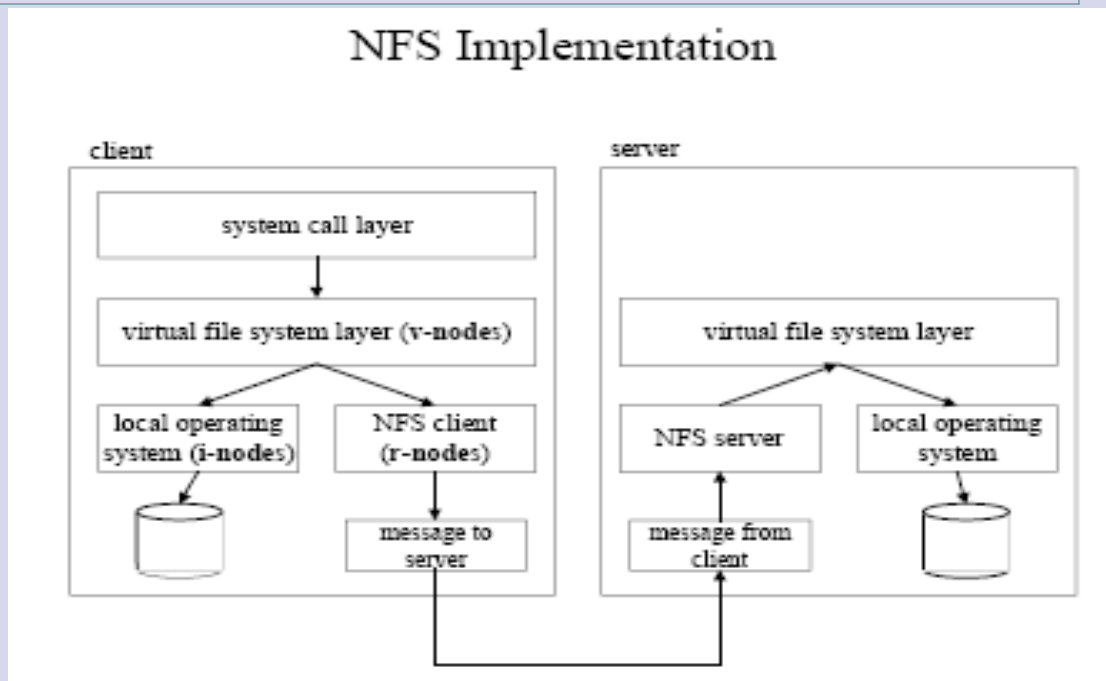 NFS Implementation
client
server
system call layer
virtual file system layer (v-nodes)
virtual file system layer
local operating
system (i-nodes)
NFS client
(r-nodes)
NFS server
local operating
system
message to
server
message from
client